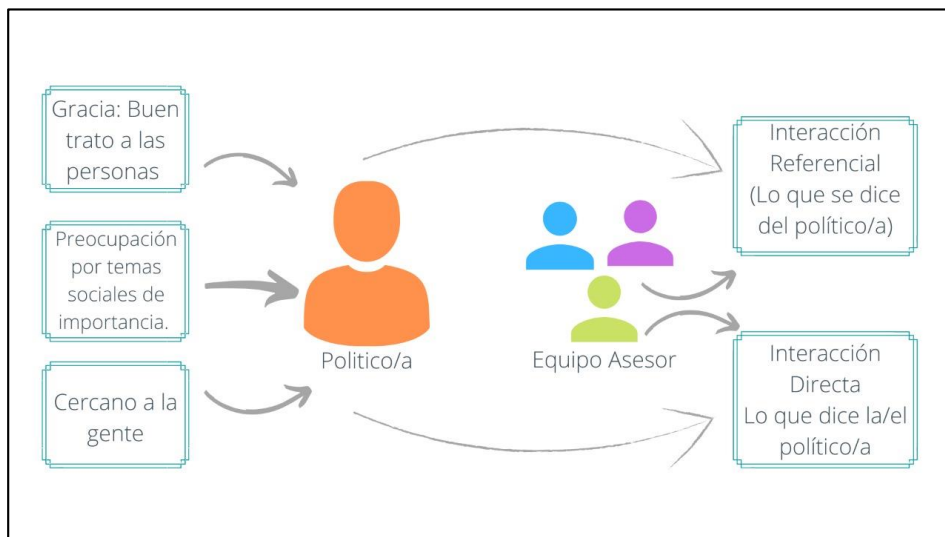 Gracia: Buen
trato a las
personas
Preocupación
por temas
sociales de
importancia.
Cercano a la
gente
Politico/a
Equipo Asesor
Interacción
Referencial
(Lo que se dice
del político/a)
Interacción
Directa
Lo que dice la/el
político/a